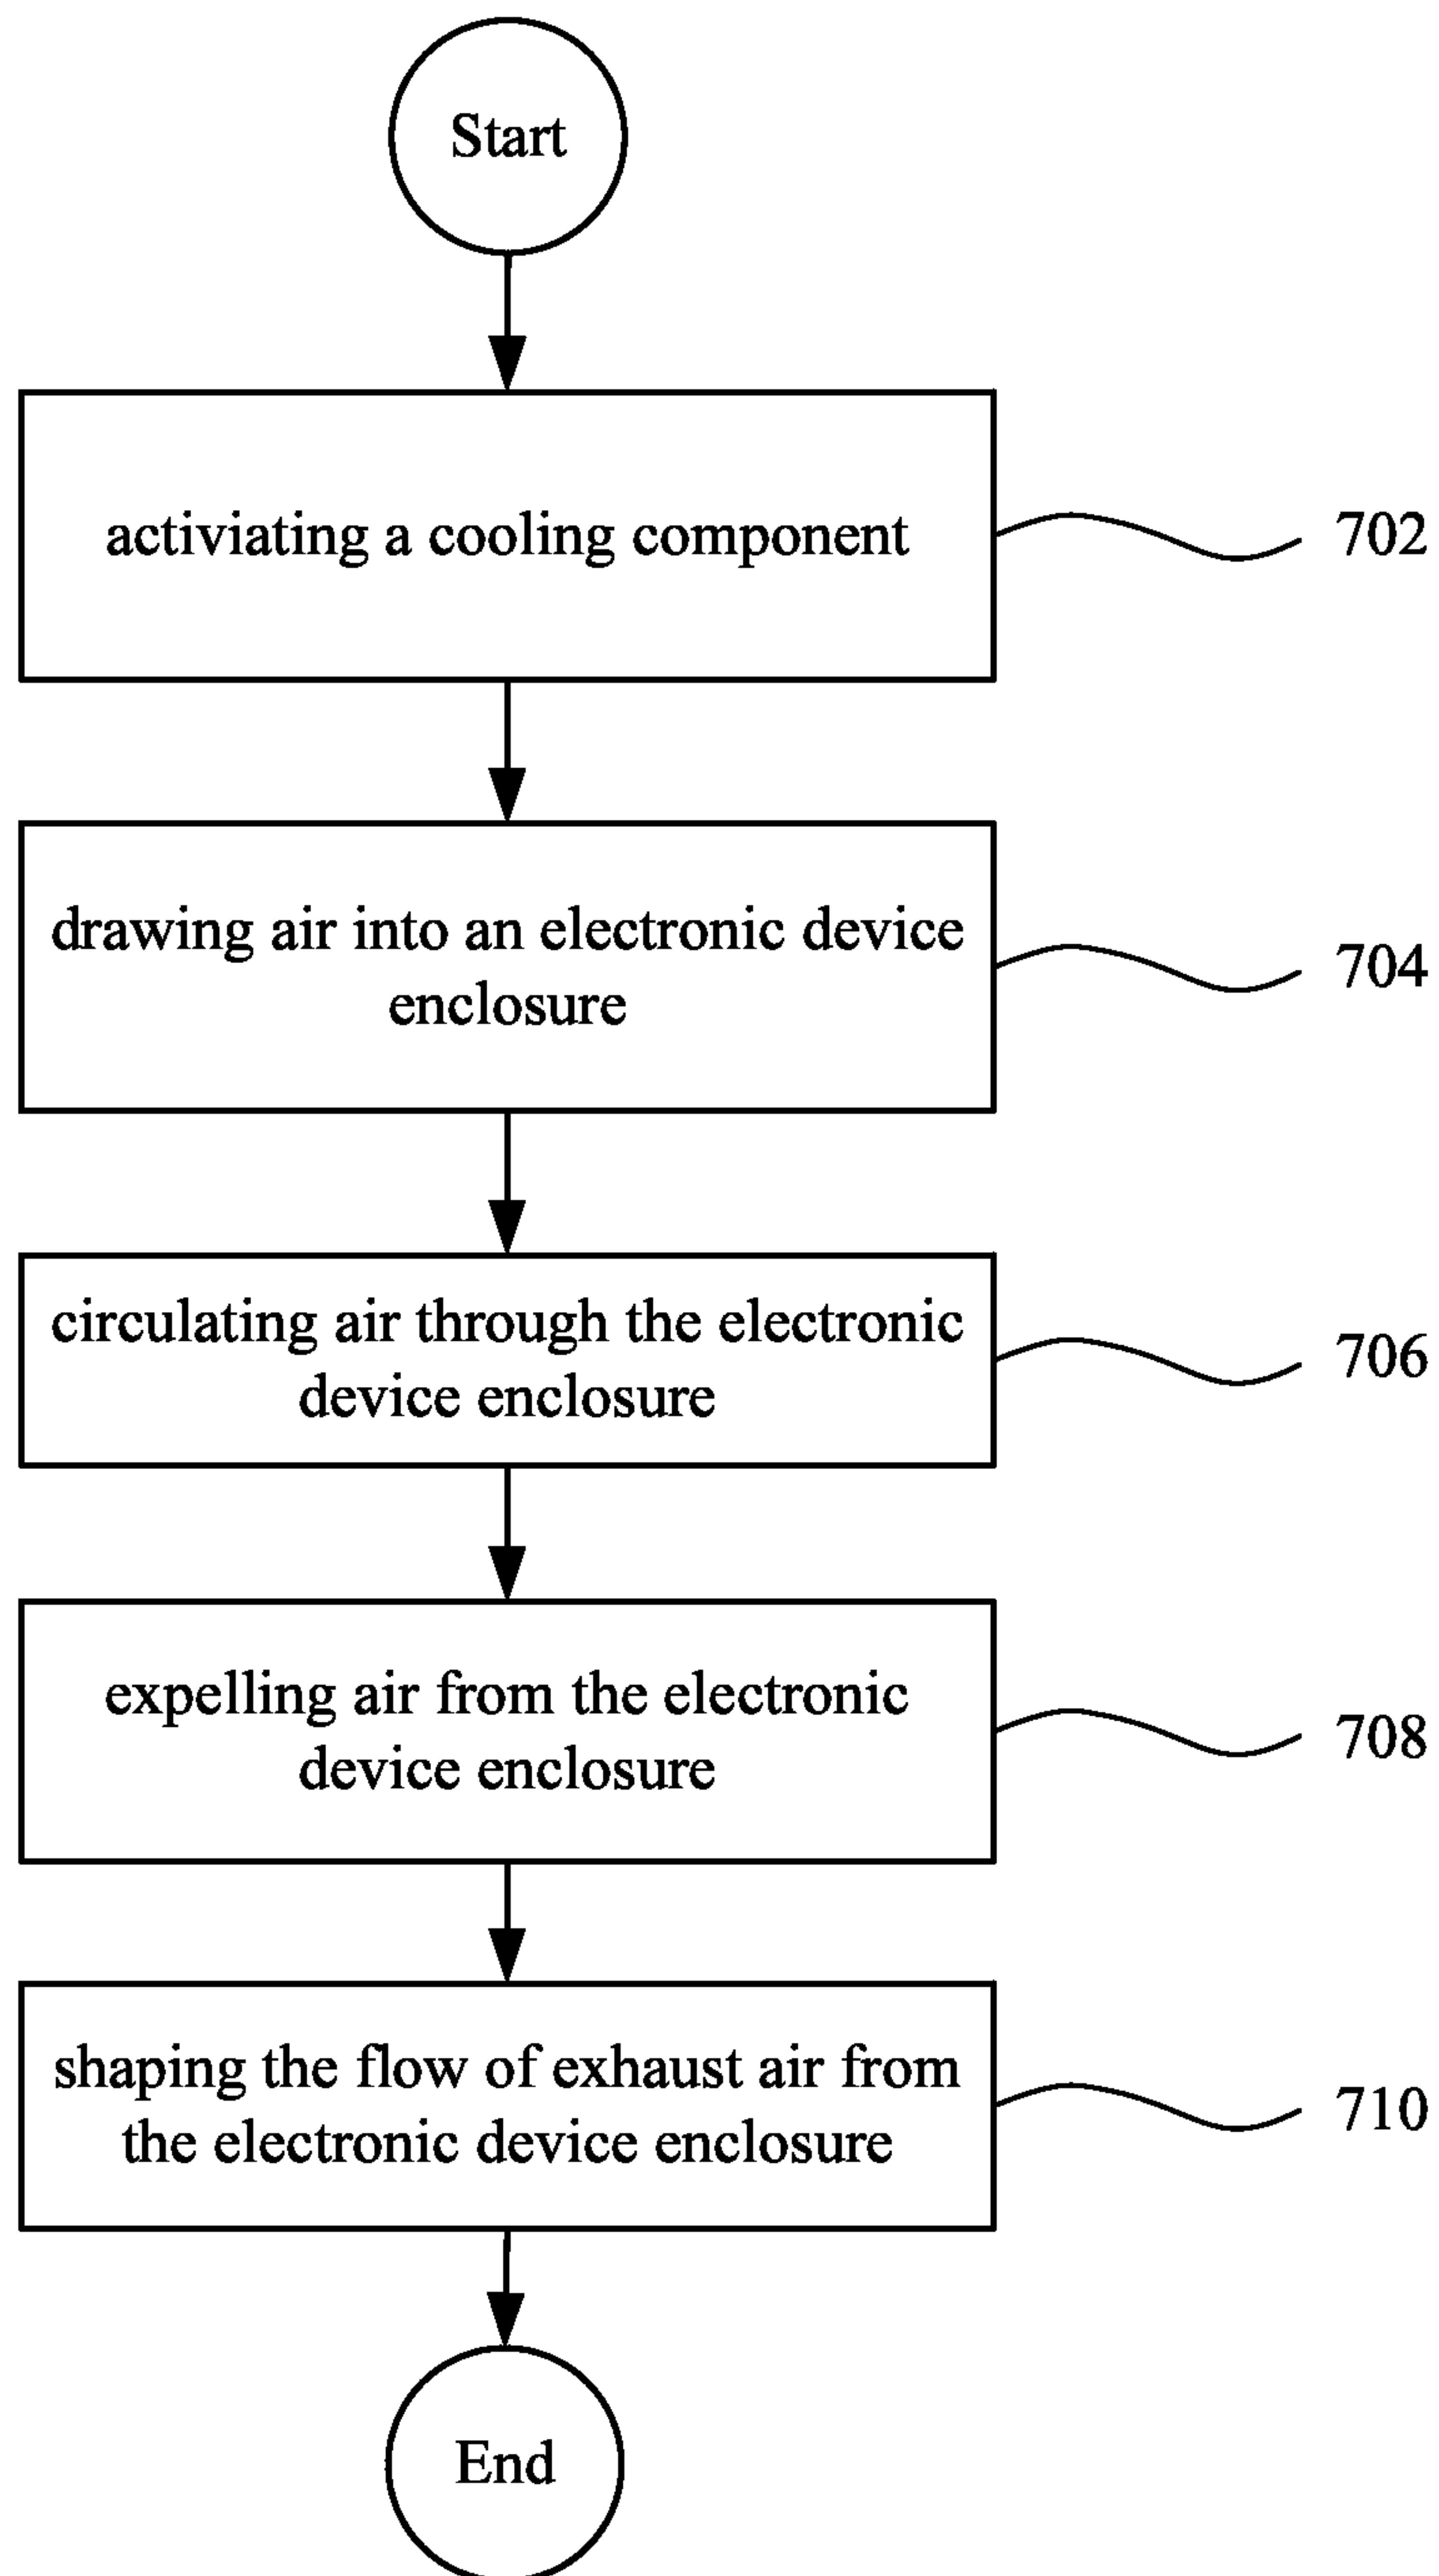 Start
activiating a cooling component
702
drawing air into an electronic device
enclosure
704
circulating air through the electronic
device enclosure
706
expelling air from the electronic
device enclosure
708
shaping the flow of exhaust air from
the electronic device enclosure
710
End